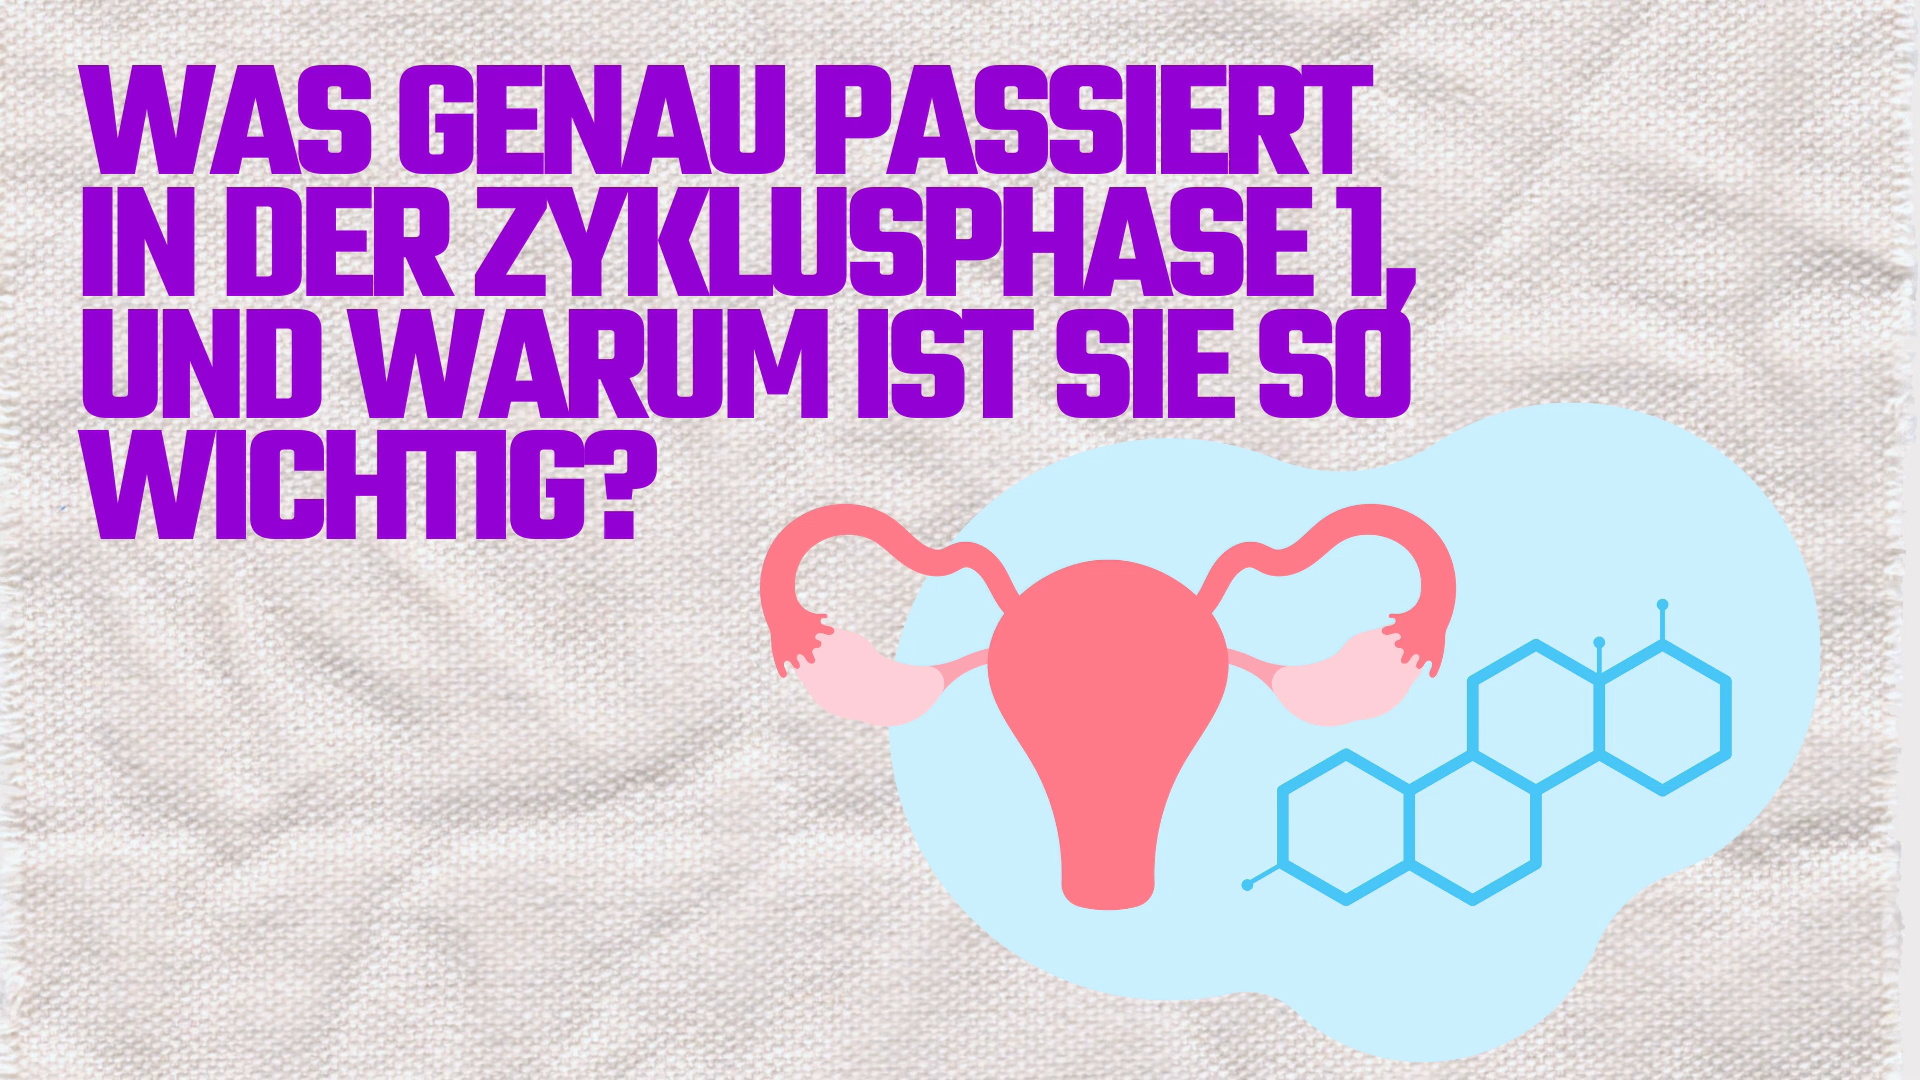 WAS GENAU PASSIERT
IN DER ZYKLUSPHASE 1,
UND WARUM IST SIE SO
WICHTIG?